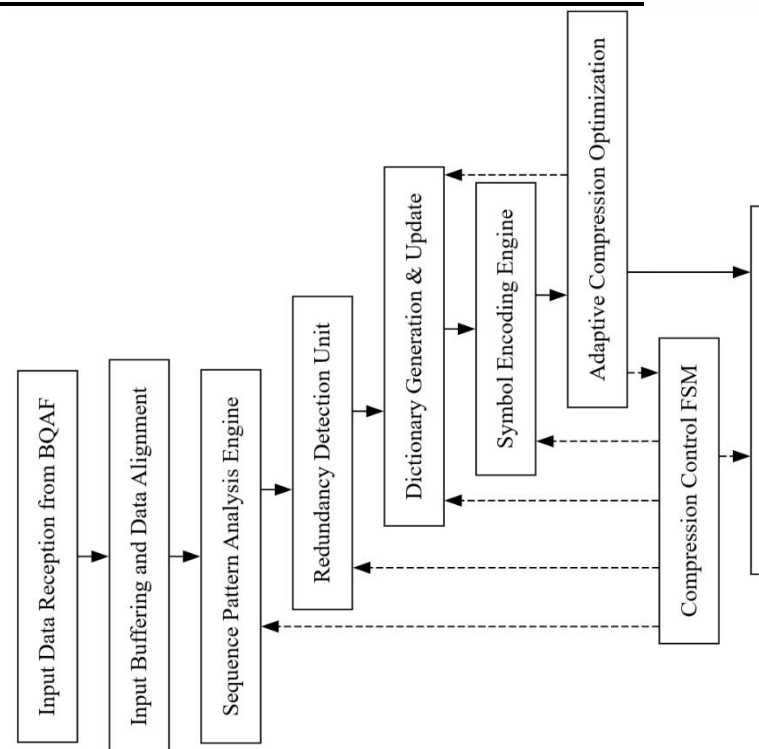 Input Data Reception from BQAF
Input Buffering and Data Alignment
Sequence Pattern Analysis Engine
Redundancy Detection Unit
Dictionary Generation & Update
Symbol Encoding Engine
Adaptive Compression Optimization
Compression Control FSM